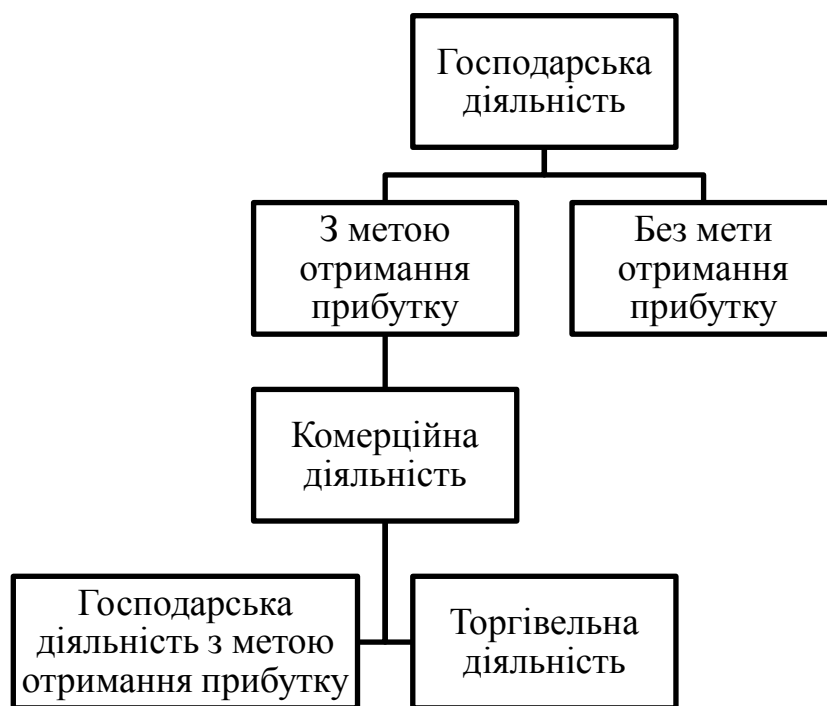 Господарська
діяльність
З метою
отримання
прибутку
Без мети
отримання
прибутку
Комерційна
діяльність
Господарська
діяльність з метою
отримання прибутку
Торгівельна
діяльність